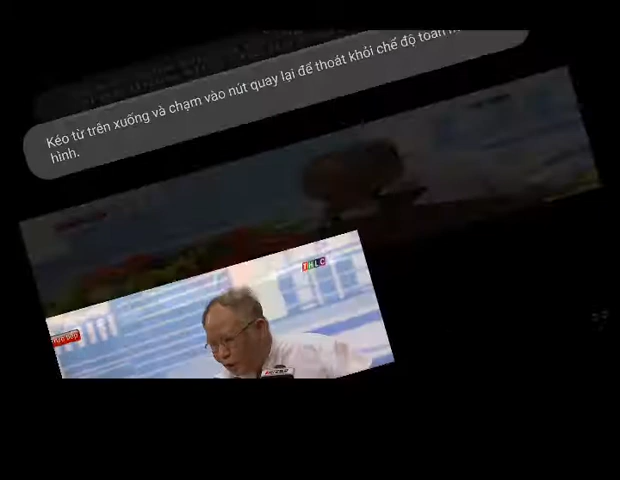 Kéo từ trên xuống và chạm vào nút quay lại để thoát khỏi chế độ toàn
hình.
THLC